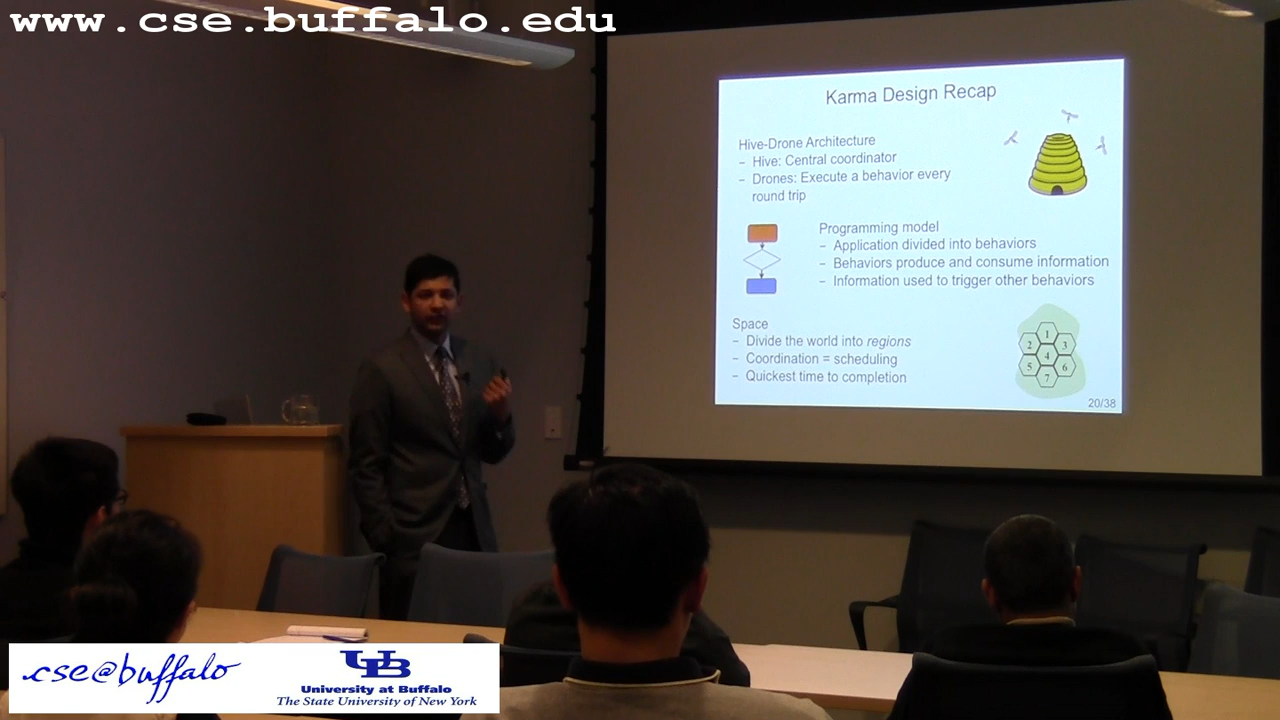 www.cse.buffalo.edu
Karma Design Recap
Hive-Drone Architecture
- Hive: Central coordinator
- Drones: Execute a behavior every
round trip
Programming model
- Application divided into behaviors
- Behaviors produce and consume information
- Information used to trigger other behaviors
Space
- Divide the world into regions
- Coordination = scheduling
- Quickest time to completion
1
2 3
4
5 6
7
20/38
cse@buffalo
UB
University at Buffalo
The State University of New York